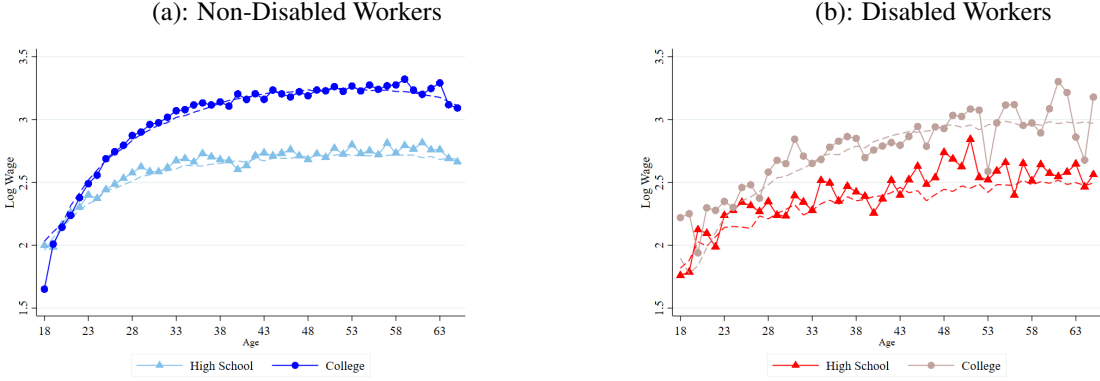 (a): Non-Disabled Workers
3.5
3
2.5
2
1.5
Log Wage
18 23 28 33 38 43 48 53 58 63
Age
High School College
(b): Disabled Workers
3.5
3
2.5
2
1.5
Log Wage
18 23 28 33 38 43 48 53 58 63
Age
High School College